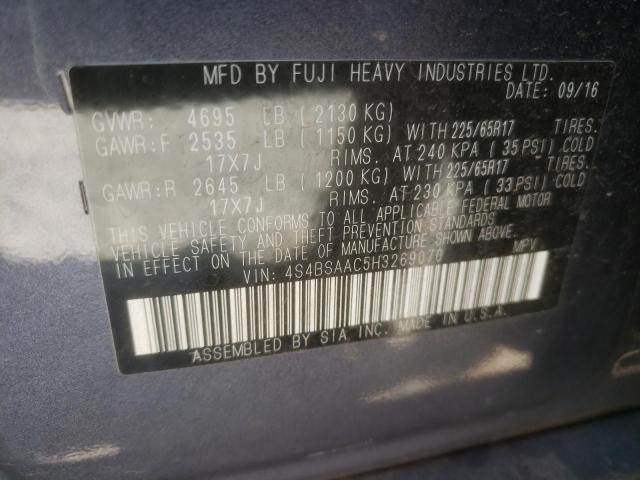 MFD BY FUJI HEAVY INDUSTRIES LTD.
DATE: 09/16
GVWR: 4695 LB (2130 KG)
GAWR:F 2535 LB (1150 KG) WITH 225/65R17 TIRES.
17X7J RIMS. AT 240 KPA (35 PSI) COLD
GAWR:R 2645 LB (1200 KG) WITH 225/65R17 TIRES.
17X7J RIMS. AT 230 KPA (33 PSI) COLD
THIS VEHICLE CONFORMS TO ALL APPLICABLE FEDERAL MOTOR
VEHICLE SAFETY AND THEFT PREVENTION STANDARDS
IN EFFECT ON THE DATE OF MANUFACTURE SHOWN ABOVE.
VIN: 4S4BSAAC5H3269076 MPV
ASSEMBLED BY SIA INC. MADE IN U.S.A.